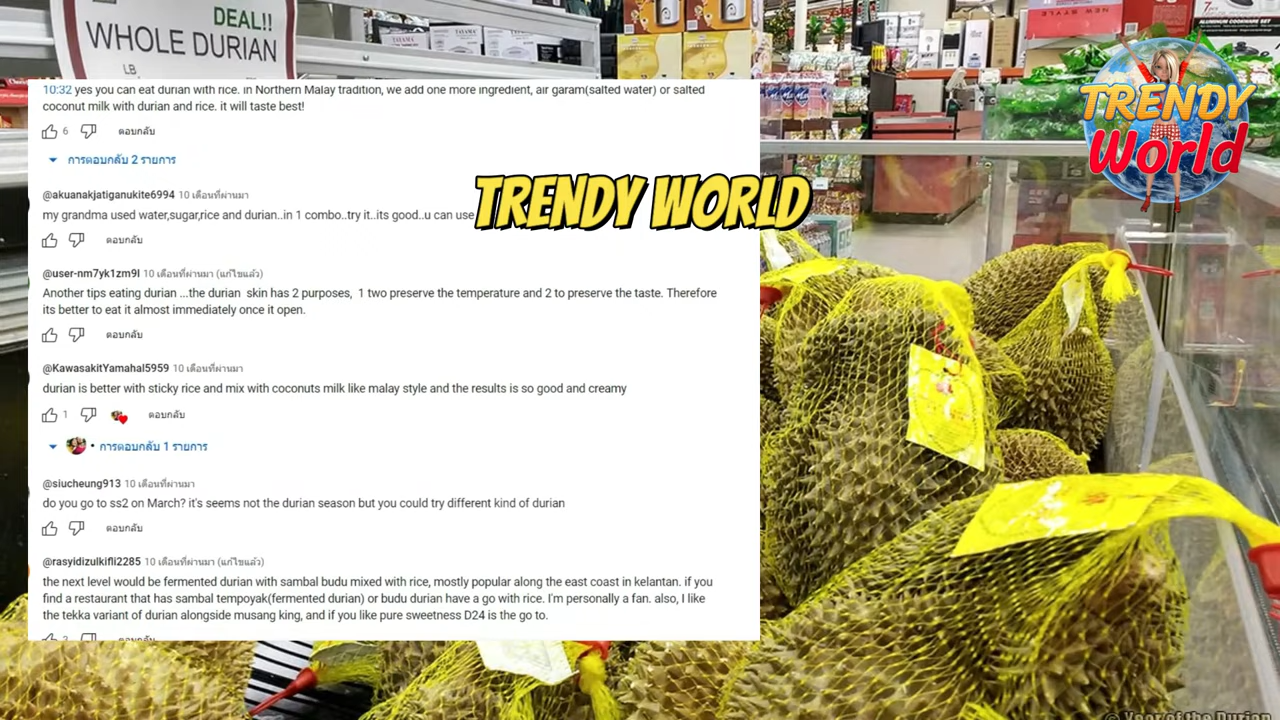 DEAL!!
WHOLE DURIAN
LB
10:32 yes you can eat durian with rice. in Northern Malay tradition, we add one more ingredient, air garam(salted water) or salted
coconut milk with durian and rice. it will taste best!
6 ตอบกลับ
การตอบกลับ 2 รายการ
@akuanakjatiganukite6994 10 เดือนที่ผ่านมา
my grandma used water,sugar,rice and durian..in 1 combo..try it..its good..u can use
ตอบกลับ
@user-nm7yk1zm9l 10 เดือนที่ผ่านมา (แก้ไขแล้ว)
Another tips eating durian ...the durian skin has 2 purposes, 1 two preserve the temperature and 2 to preserve the taste. Therefore
its better to eat it almost immediately once it open.
ตอบกลับ
@KawasakitYamahal5959 10 เดือนที่ผ่านมา
durian is better with sticky rice and mix with coconuts milk like malay style and the results is so good and creamy
1 ตอบกลับ
• การตอบกลับ 1 รายการ
@siucheung913 10 เดือนที่ผ่านมา
do you go to ss2 on March? it's seems not the durian season but you could try different kind of durian
ตอบกลับ
@rasyidizulkifli2285 10 เดือนที่ผ่านมา (แก้ไขแล้ว)
the next level would be fermented durian with sambal budu mixed with rice, mostly popular along the east coast in kelantan. if you
find a restaurant that has sambal tempoyak(fermented durian) or budu durian have a go with rice. I'm personally a fan. also, I like
the tekka variant of durian alongside musang king, and if you like pure sweetness D24 is the go to.
TRENDY WORLD
TRENDY
World
ALUMINUM COOKWARE SET
© Year of the Durian